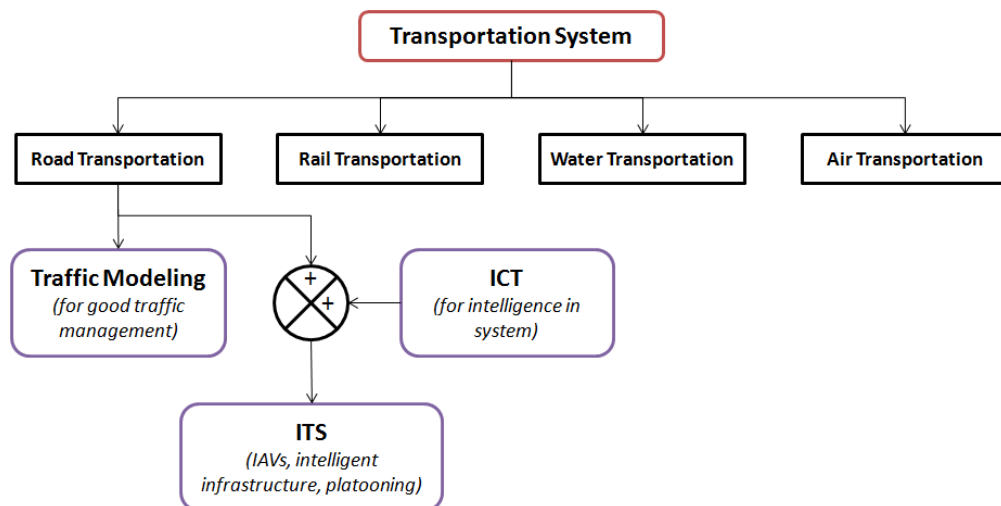 Transportation System
Road Transportation
Rail Transportation
Water Transportation
Air Transportation
Traffic Modeling
(for good traffic
management)
+
+
ICT
(for intelligence in
system)
ITS
(IAVs, intelligent
infrastructure, platooning)